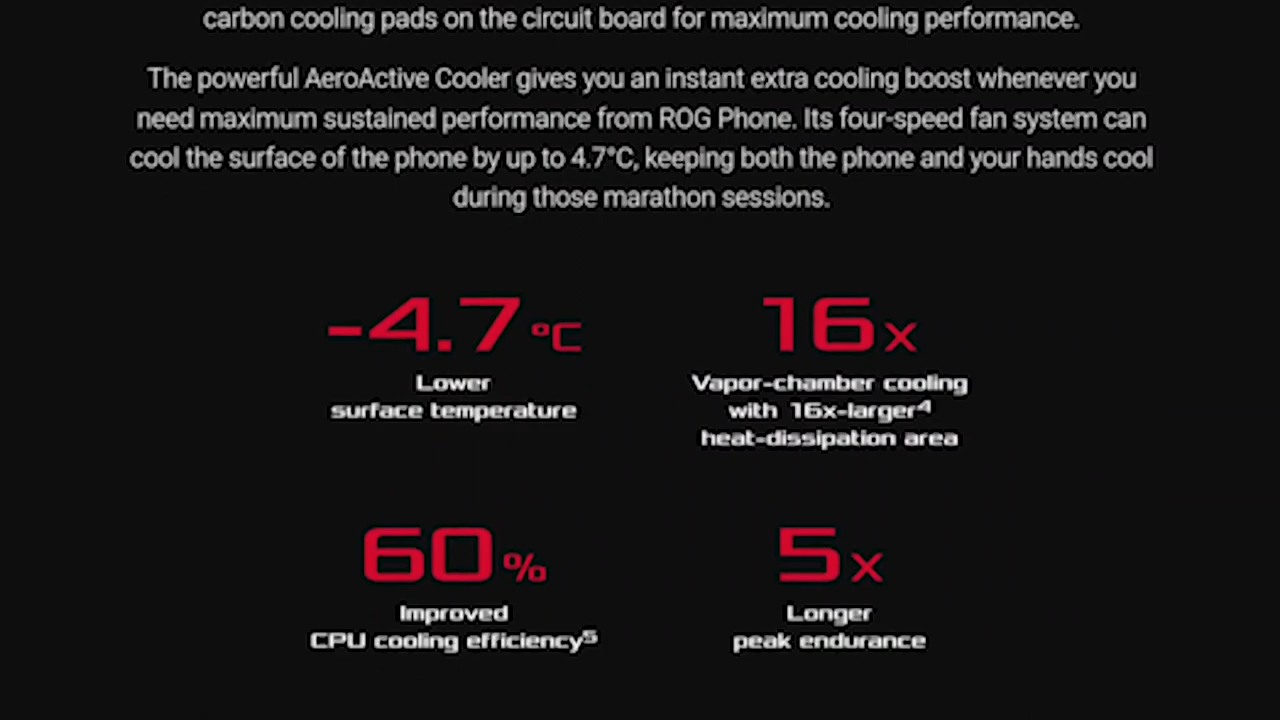 carbon cooling pads on the circuit board for maximum cooling performance.
The powerful AeroActive Cooler gives you an instant extra cooling boost whenever you
need maximum sustained performance from ROG Phone. Its four-speed fan system can
cool the surface of the phone by up to 4.7°C, keeping both the phone and your hands cool
during those marathon sessions.
-4.7 °C
Lower
surface temperature
16x
Vapor-chamber cooling
with 16x-larger⁴
heat-dissipation area
60%
Improved
CPU cooling efficiency⁵
5x
Longer
peak endurance